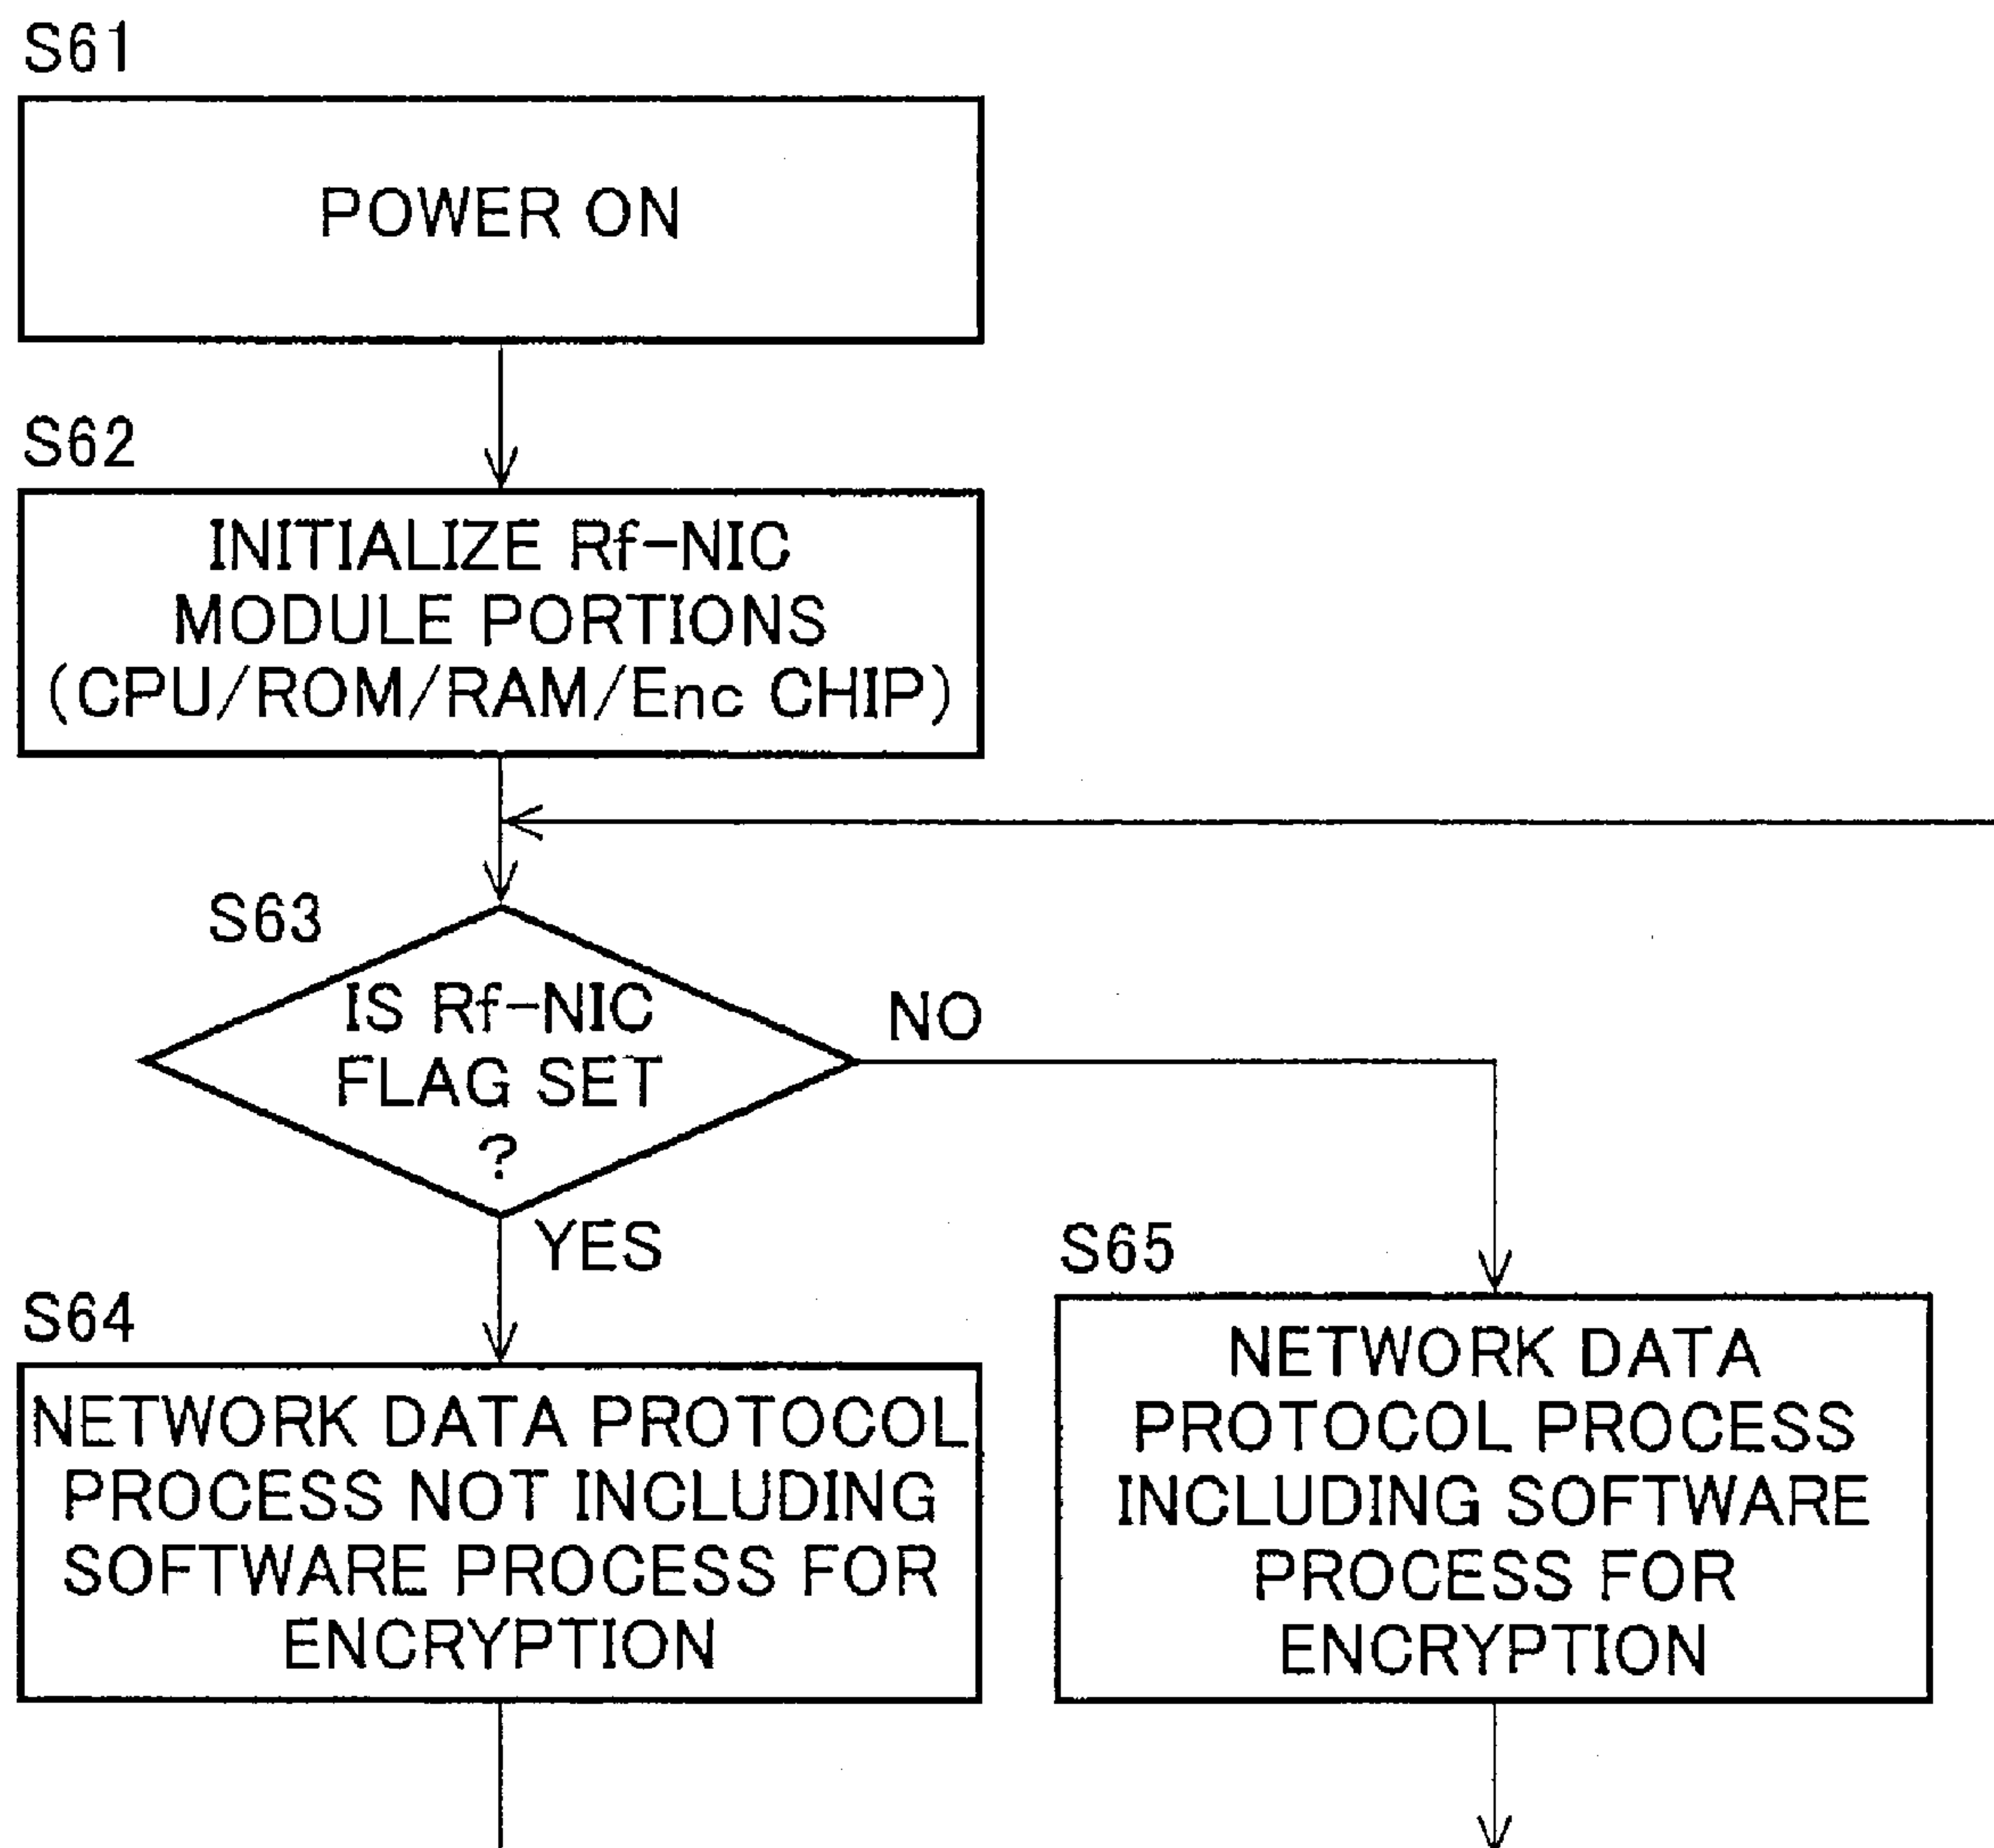 S61
POWER ON
S62
INITIALIZE Rf-NIC
MODULE PORTIONS
(CPU/ROM/RAM/Enc CHIP)
S63
IS Rf-NIC
FLAG SET
?
NO
YES
S64
NETWORK DATA PROTOCOL
PROCESS NOT INCLUDING
SOFTWARE PROCESS FOR
ENCRYPTION
S65
NETWORK DATA
PROTOCOL PROCESS
INCLUDING SOFTWARE
PROCESS FOR
ENCRYPTION